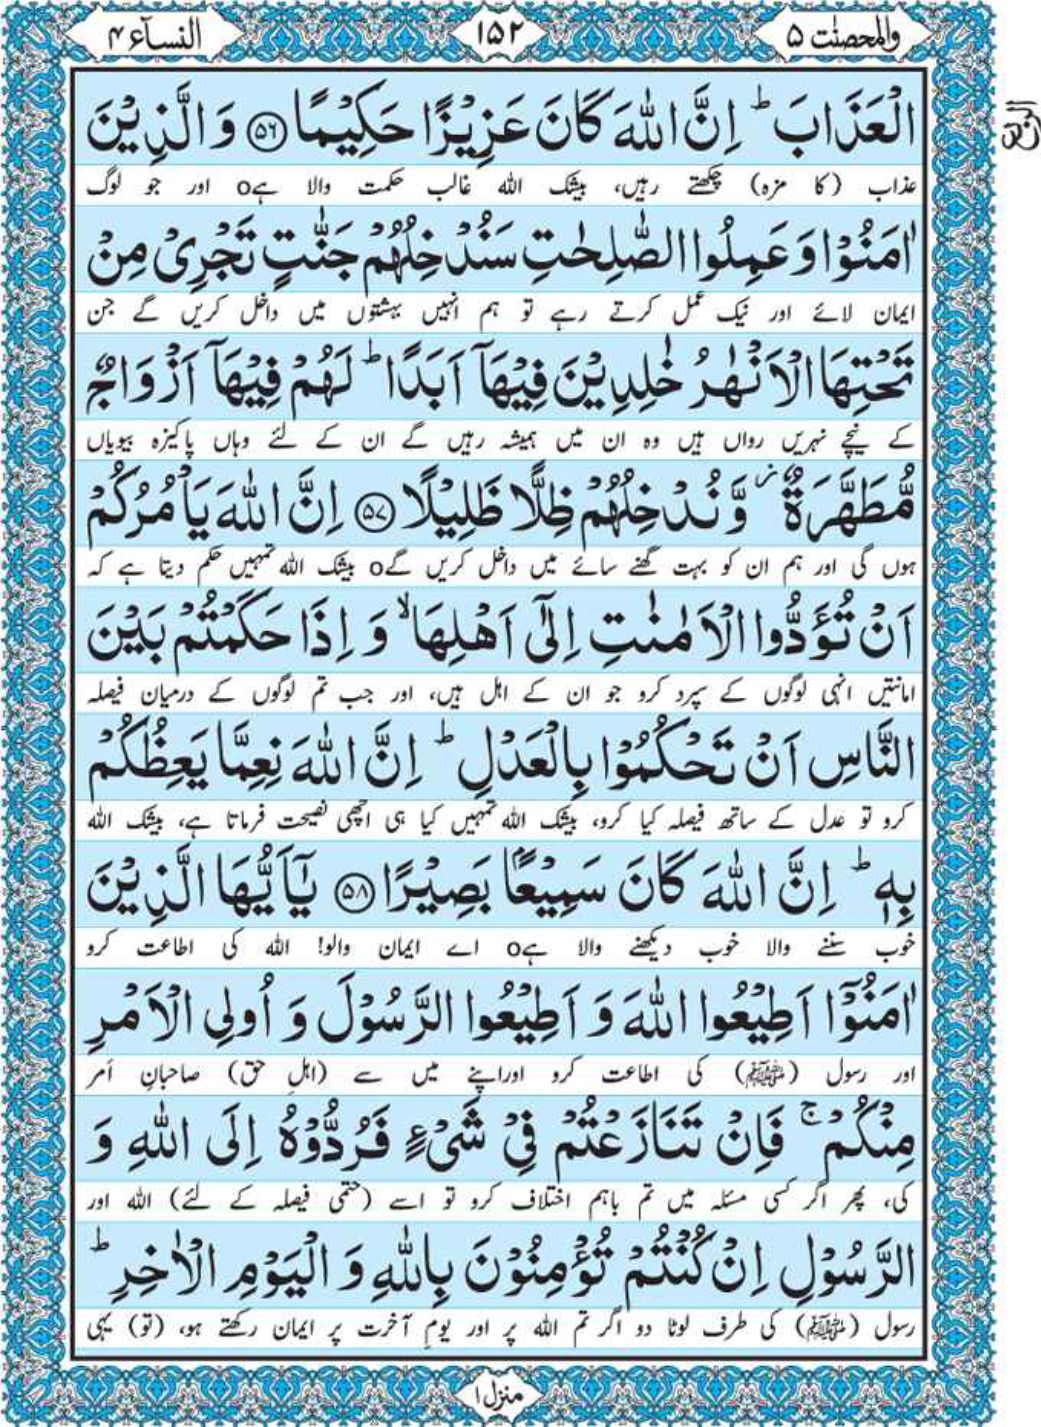 النسآء ۴
۱۵۲
والمحصنٰت ۵
الربع
الْعَذَابَ ؕ اِنَّ اللّٰهَ كَانَ عَزِيْزًا حَكِيْمًا ﴿۵۶﴾ وَ الَّذِيْنَ
عذاب (کا مزہ) چکھتے رہیں، بیشک اللہ غالب حکمت والا ہےo اور جو لوگ
اٰمَنُوْا وَ عَمِلُوا الصّٰلِحٰتِ سَنُدْخِلُهُمْ جَنّٰتٍ تَجْرِيْ مِنْ
ایمان لائے اور نیک عمل کرتے رہے تو ہم انہیں بہشتوں میں داخل کریں گے جن
تَحْتِهَا الْاَنْهٰرُ خٰلِدِيْنَ فِيْهَاۤ اَبَدًا ؕ لَهُمْ فِيْهَاۤ اَزْوَاجٌ
کے نیچے نہریں رواں ہیں وہ ان میں ہمیشہ رہیں گے ان کے لئے وہاں پاکیزہ بیویاں
مُّطَهَّرَةٌ ۫ وَّ نُدْخِلُهُمْ ظِلًّا ظَلِيْلًا ﴿۵۷﴾ اِنَّ اللّٰهَ يَاْمُرُكُمْ
ہوں گی اور ہم ان کو بہت گھنے سائے میں داخل کریں گےo بیشک اللہ تمہیں حکم دیتا ہے کہ
اَنْ تُؤَدُّوا الْاَمٰنٰتِ اِلٰۤى اَهْلِهَا ۙ وَ اِذَا حَكَمْتُمْ بَيْنَ
امانتیں انہی لوگوں کے سپرد کرو جو ان کے اہل ہیں، اور جب تم لوگوں کے درمیان فیصلہ
النَّاسِ اَنْ تَحْكُمُوْا بِالْعَدْلِ ؕ اِنَّ اللّٰهَ نِعِمَّا يَعِظُكُمْ
کرو تو عدل کے ساتھ فیصلہ کیا کرو، بیشک اللہ تمہیں کیا ہی اچھی نصیحت فرماتا ہے، بیشک اللہ
بِهٖ ؕ اِنَّ اللّٰهَ كَانَ سَمِيْعًۢا بَصِيْرًا ﴿۵۸﴾ يٰۤاَيُّهَا الَّذِيْنَ
خوب سننے والا خوب دیکھنے والا ہےo اے ایمان والو! اللہ کی اطاعت کرو
اٰمَنُوْۤا اَطِيْعُوا اللّٰهَ وَ اَطِيْعُوا الرَّسُوْلَ وَ اُولِي الْاَمْرِ
اور رسول (ﷺ) کی اطاعت کرو اوراپنے میں سے (اہلِ حق) صاحبانِ اَمر
مِنْكُمْ ۚ فَاِنْ تَنَازَعْتُمْ فِيْ شَيْءٍ فَرُدُّوْهُ اِلَى اللّٰهِ وَ
کی، پھر اگر کسی مسئلہ میں تم باہم اختلاف کرو تو اسے (حتمی فیصلہ کے لئے) اللہ اور
الرَّسُوْلِ اِنْ كُنْتُمْ تُؤْمِنُوْنَ بِاللّٰهِ وَ الْيَوْمِ الْاٰخِرِ ؕ
رسول (ﷺ) کی طرف لوٹا دو اگر تم اللہ پر اور یومِ آخرت پر ایمان رکھتے ہو، (تو) یہی
منزل ۱